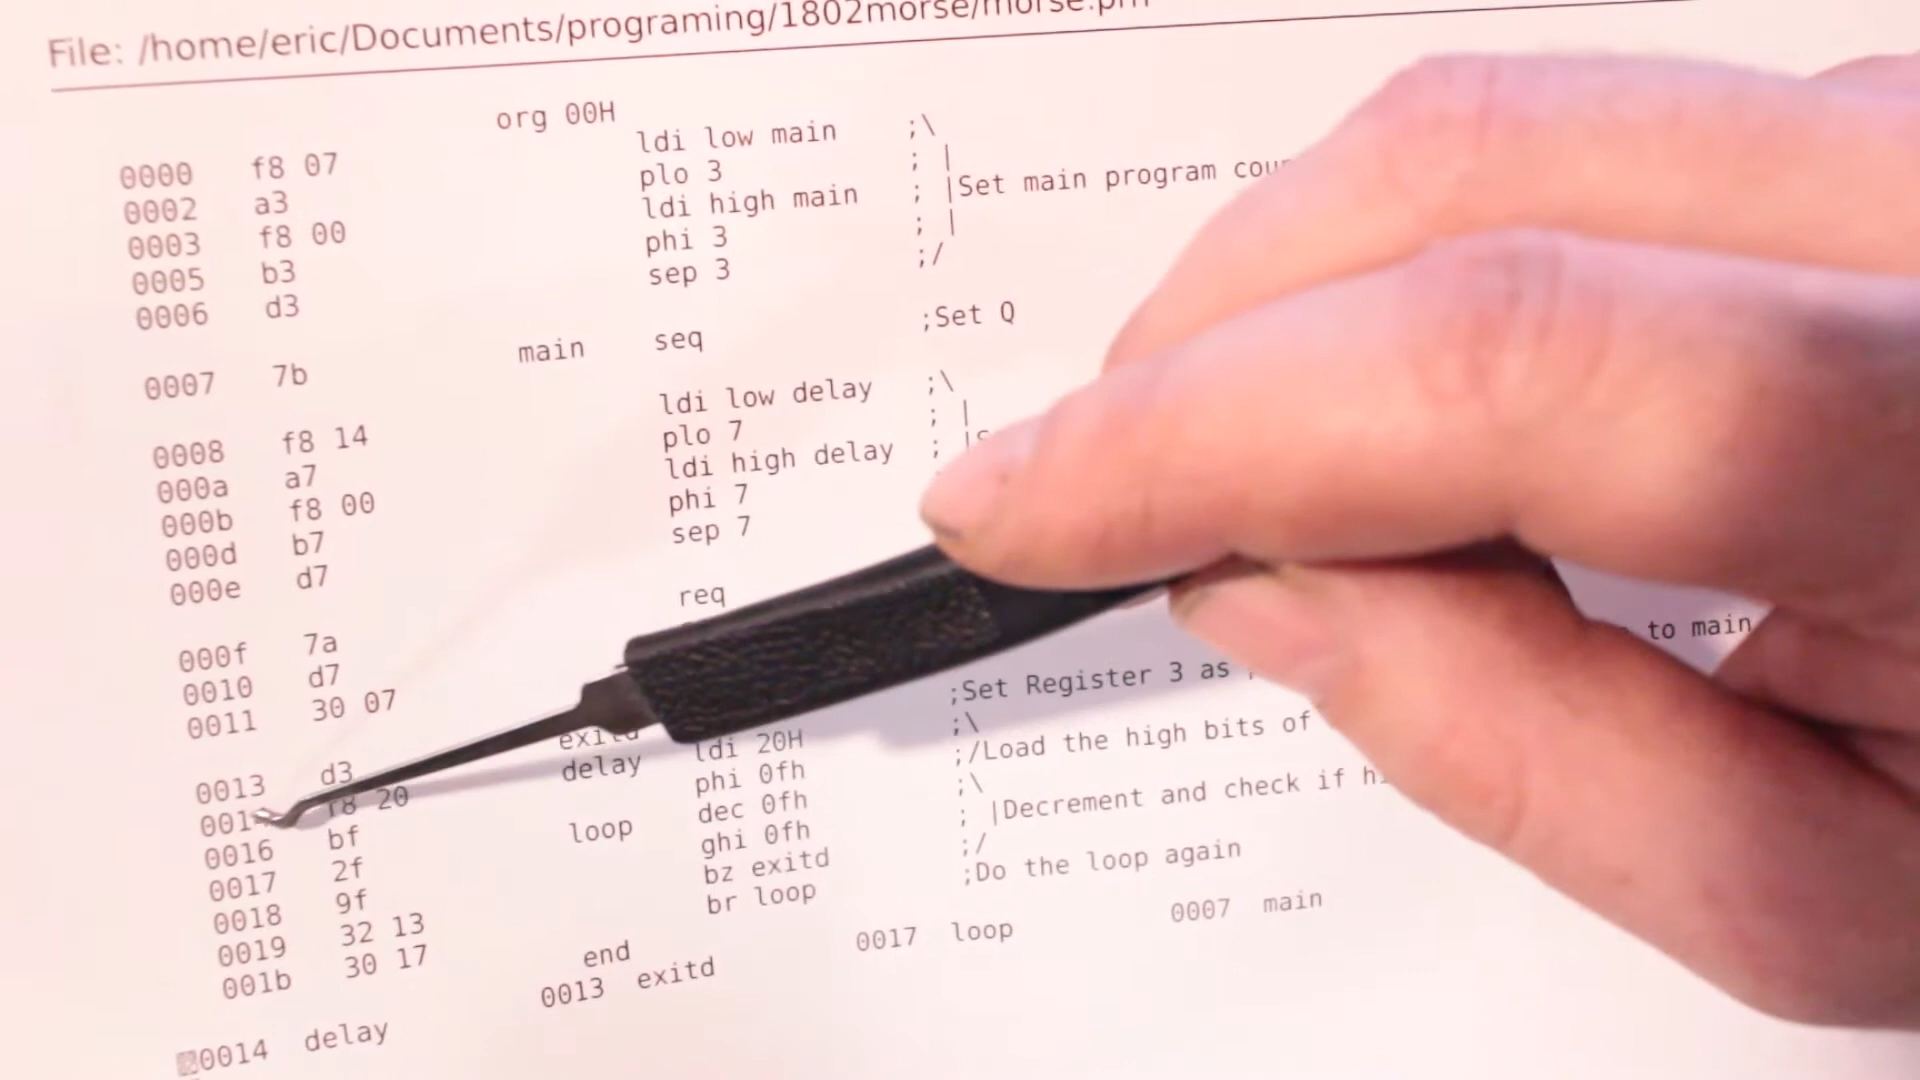 File: /home/eric/Documents/programing/1802morse/morse.prn
org 00H
0000 f8 07 ldi low main ;\
0002 a3 plo 3 ; |
0003 f8 00 ldi high main ; |Set main program
0005 b3 phi 3 ; |
0006 d3 sep 3 ;/
0007 7b main seq ;Set Q
0008 f8 14 ldi low delay ;\
000a a7 plo 7 ; |
000b f8 00 ldi high delay ; |
000d b7 phi 7
000e d7 sep 7
000f 7a req
0010 d7 to main
0011 30 07
0013 d3 exitd ;Set Register 3 as
0014 f8 20 delay ldi 20H ;\
0016 bf phi 0fh ;/Load the high bits of
0017 2f loop dec 0fh ;\
0018 9f ghi 0fh ; |Decrement and check if
0019 32 13 bz exitd ;/
001b 30 17 br loop ;Do the loop again
end
0014 delay 0013 exitd 0017 loop 0007 main